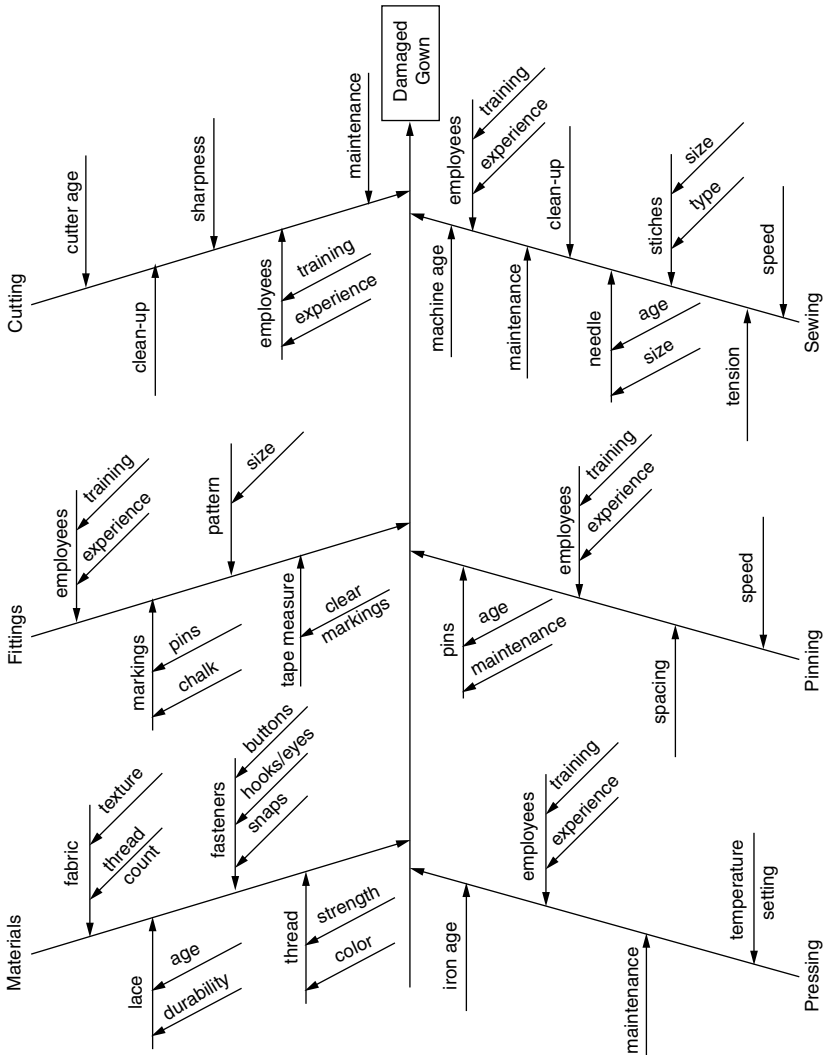 Materials
fabric
texture
thread
count
lace
age
durability
fasteners
buttons
hooks/eyes
snaps
thread
strength
color
Fittings
employees
training
experience
markings
pins
chalk
pattern
size
tape measure
clear
markings
Cutting
cutter age
clean-up
sharpness
employees
training
experience
maintenance
Damaged
Gown
Pressing
iron age
employees
training
experience
maintenance
temperature
setting
Pinning
pins
age
maintenance
employees
training
experience
spacing
speed
Sewing
machine age
employees
training
experience
maintenance
clean-up
needle
age
size
stiches
size
type
tension
speed